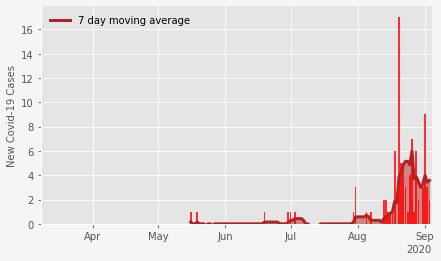 7 day moving average
New Covid-19 Cases
16
14
12
10
8
6
4
2
0
Apr
May
Jun
Jul
Aug
Sep
2020